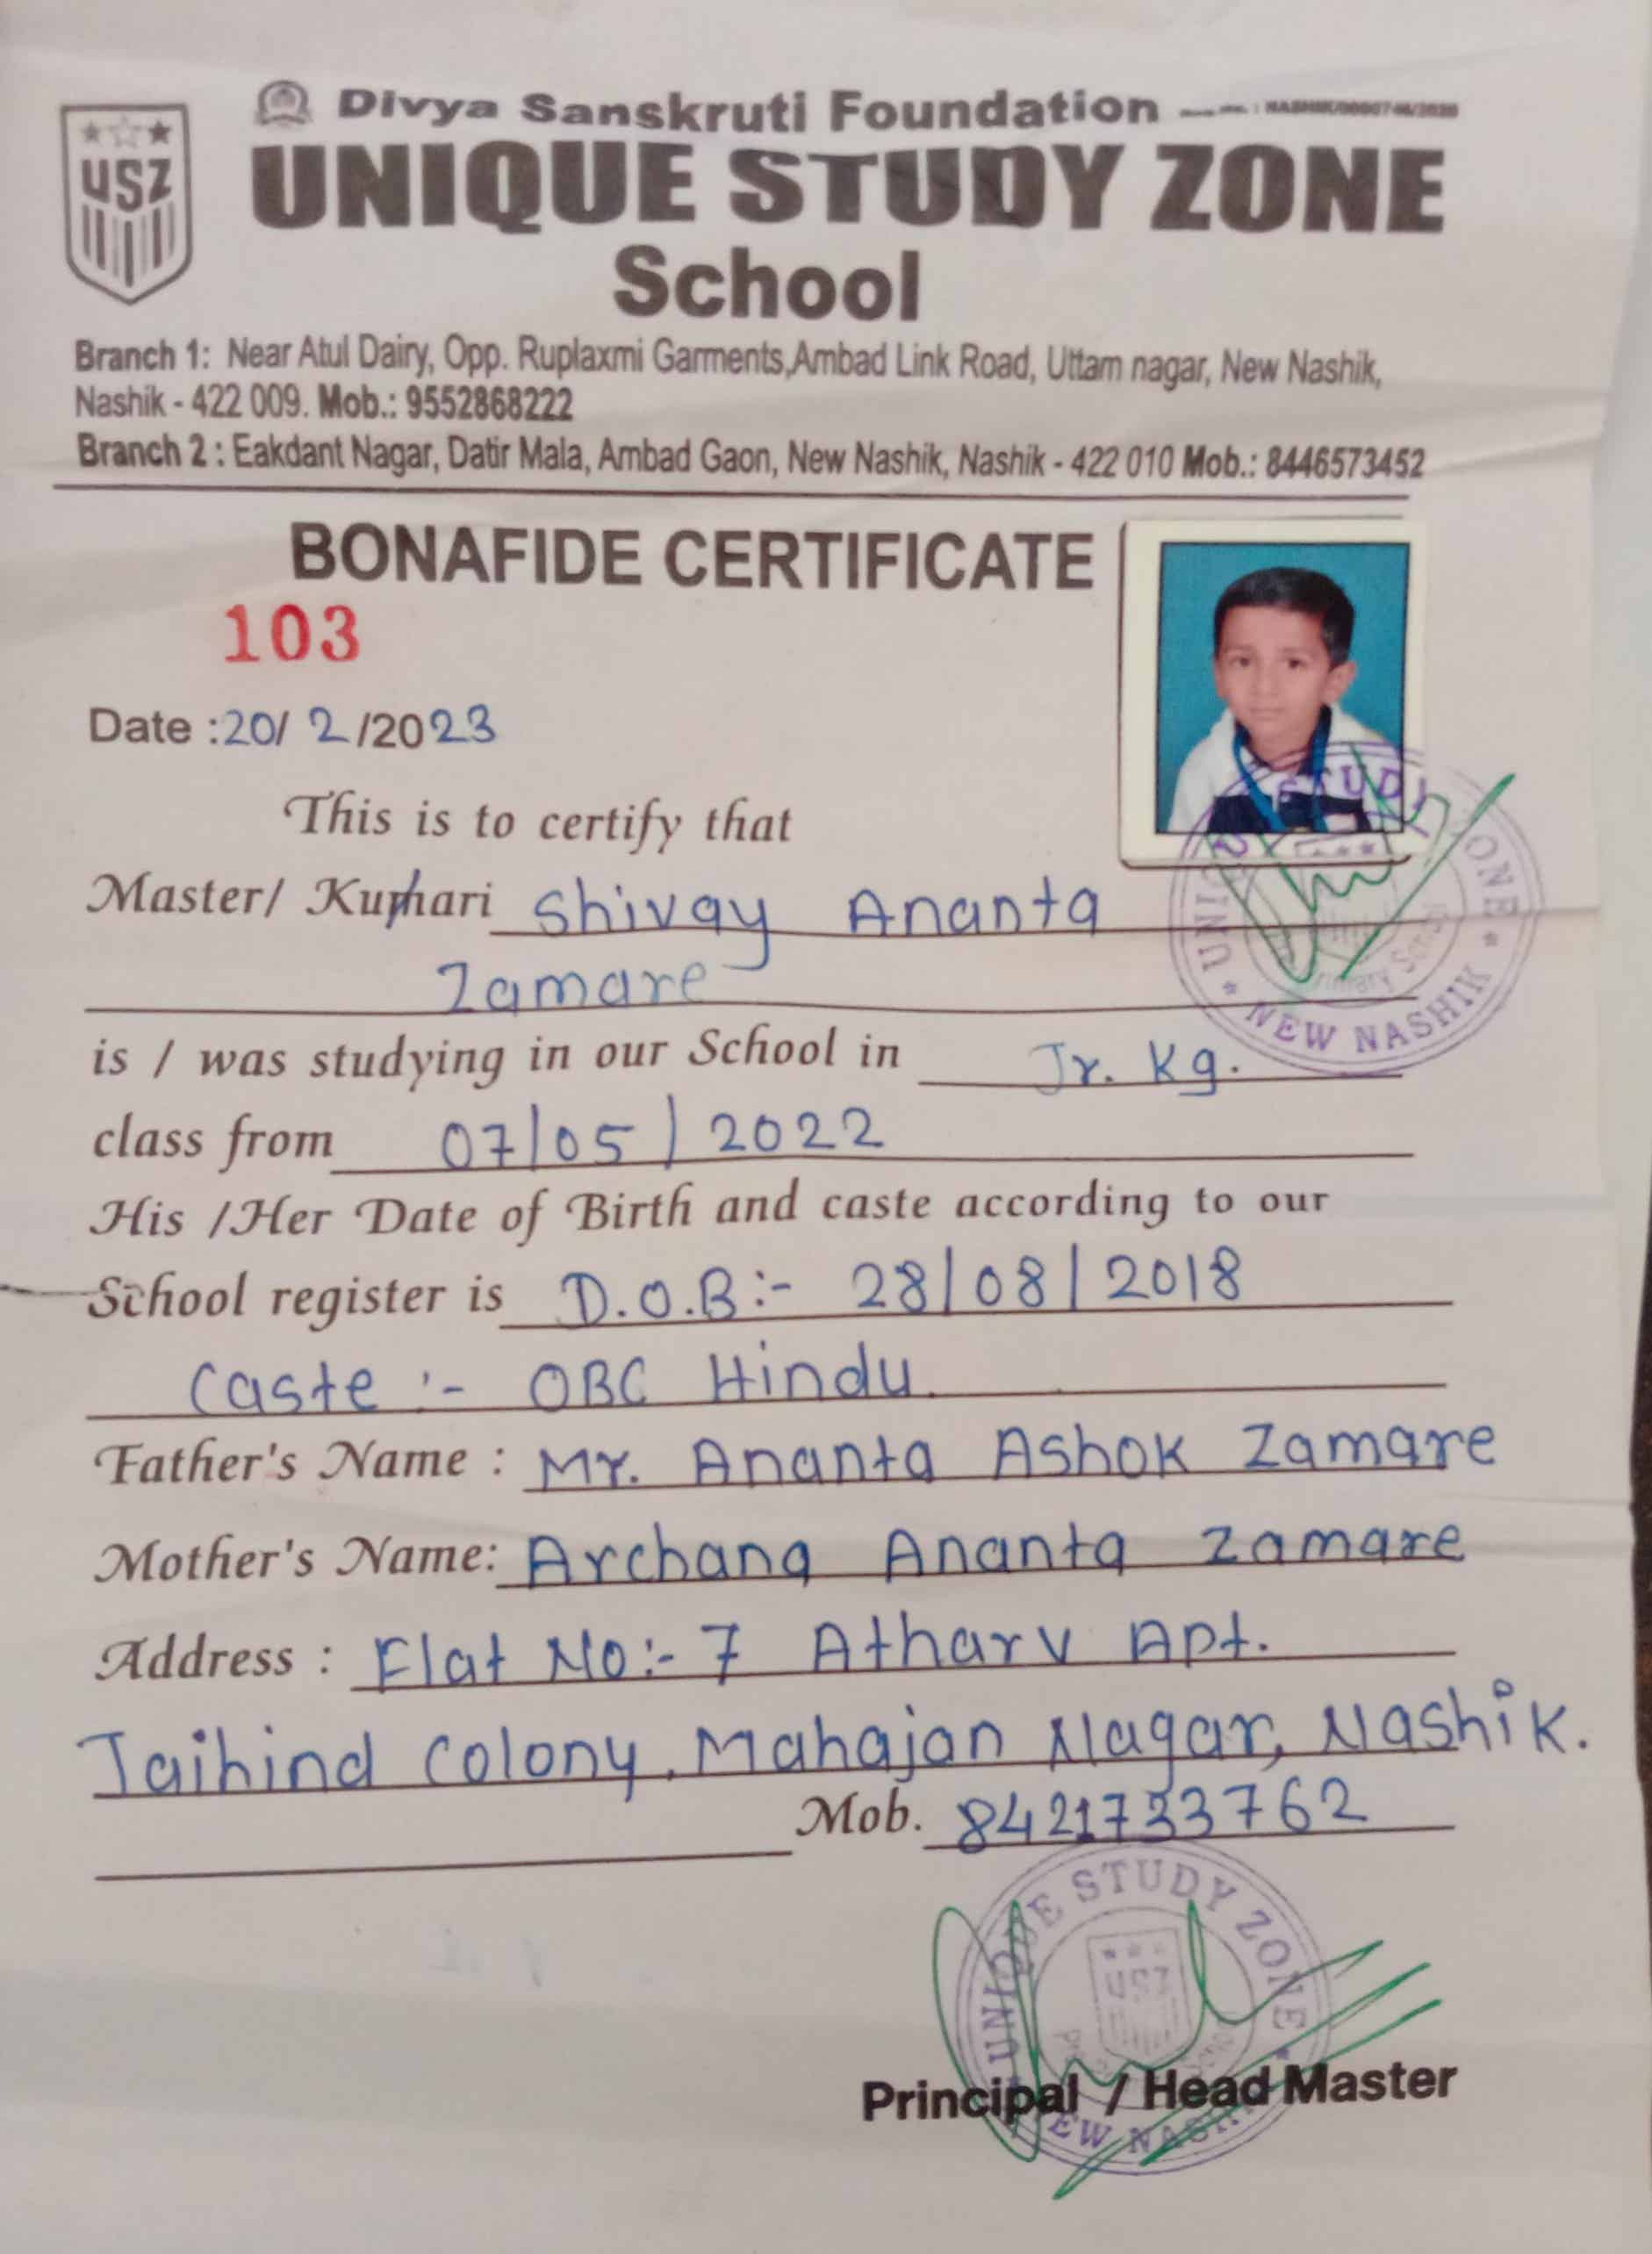 Divya Sanskruti Foundation
USZ
UNIQUE STUDY ZONE
School
Branch 1: Near Atul Dairy, Opp. Ruplaxmi Garments,Ambad Link Road, Uttam nagar, New Nashik,
Nashik - 422 009. Mob.: 9552868222
Branch 2 : Eakdant Nagar, Datir Mala, Ambad Gaon, New Nashik, Nashik - 422 010 Mob.: 8446573452
BONAFIDE CERTIFICATE
103
Date :20/ 2 /2023
This is to certify that
Master/ Kumari Shivay Ananta
Zamare
is / was studying in our School in Jr. Kg.
class from 07/05/2022
His /Her Date of Birth and caste according to our
School register is D.O.B:- 28/08/2018
Caste :- OBC Hindu
Father's Name : Mr. Ananta Ashok Zamare
Mother's Name: Archana Ananta Zamare
Address : Flat No:- 7 Atharv Apt.
Jaihind colony, Mahajan Nagar, Nashik.
Mob. 8421733762
UNIQUE STUDY ZONE
USZ
Principal / Head Master
NEW NASHIK